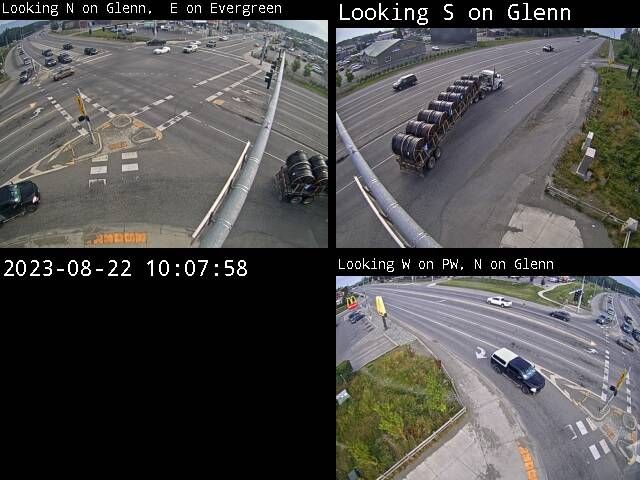 Looking N on Glenn,  E on Evergreen
Looking S on Glenn
2023-08-22 10:07:58
Looking W on PW, N on Glenn